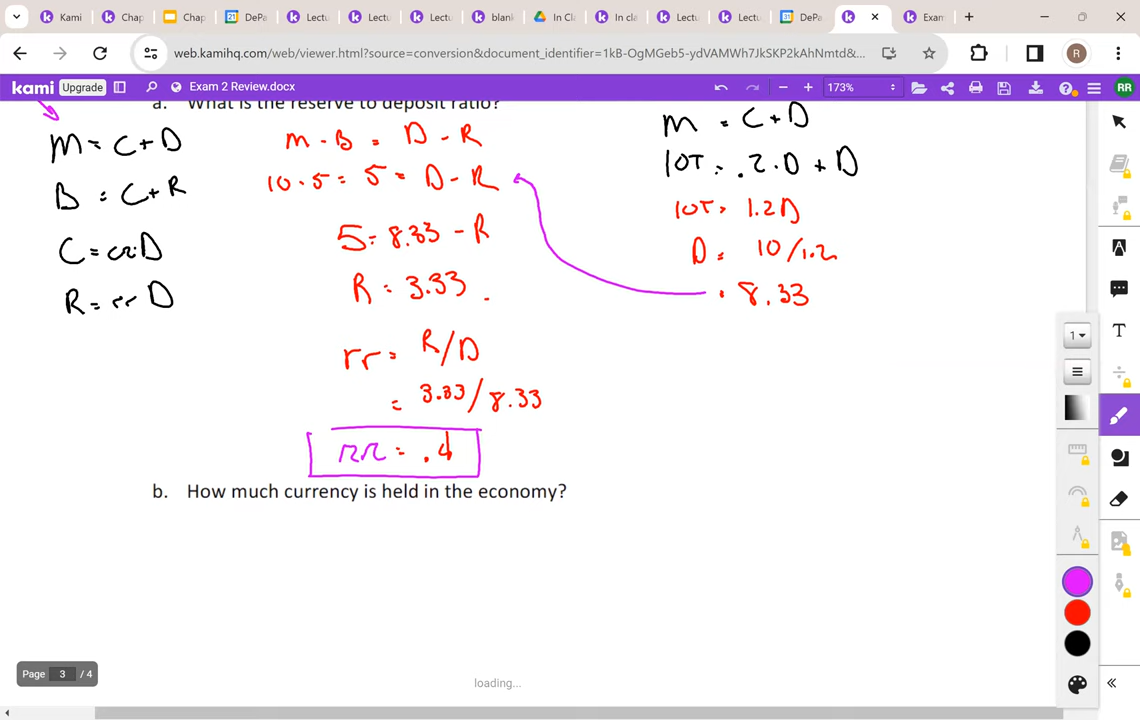 Kami
Chap
Chap
DePa
Lectu
Lectu
Lectu
blank
In Cl
In cla
Lectu
Lectu
DePa
Exam
web.kamihq.com/web/viewer.html?source=conversion&document_identifier=1kB-OgMGeb5-ydVAMWh7JkSKP2kAhNmtd&...
R
kami Upgrade Exam 2 Review.docx 173% RR
a. What is the reserve to deposit ratio?
M = C + D
B = C + R
C = cr·D
R = rr D
m - B = D - R
10 - 5 = 5 = D - R
5 = 8.33 - R
R = 3.33
rr = R/D
= 3.33/8.33
rr = .4
m = C + D
10T = .2·D + D
10T = 1.2D
D = 10/1.2
= 8.33
b. How much currency is held in the economy?
1
T
Page 3 / 4
loading...